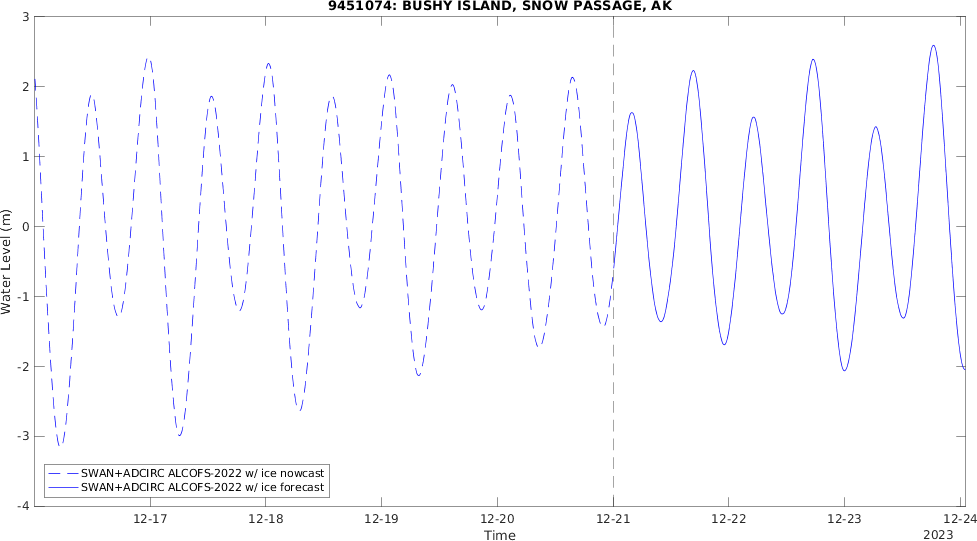 9451074: BUSHY ISLAND, SNOW PASSAGE, AK
Water Level (m)
3
2
1
0
-1
-2
-3
-4
SWAN+ADCIRC ALCOFS-2022 w/ ice nowcast
SWAN+ADCIRC ALCOFS-2022 w/ ice forecast
12-17 12-18 12-19 12-20 12-21 12-22 12-23 12-24
Time
2023